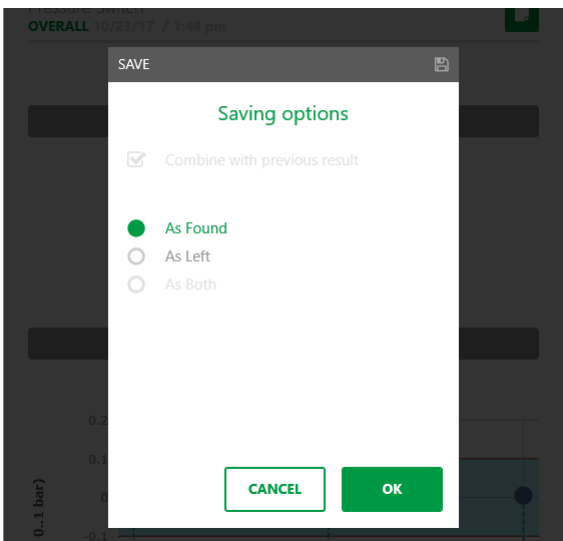 Pressure Switch
OVERALL 10/23/17 / 1:49 pm
SAVE
Saving options
Combine with previous result
As Found
As Left
As Both
CANCEL
OK
0.2
0.1
0
-0.1
0..1 bar)